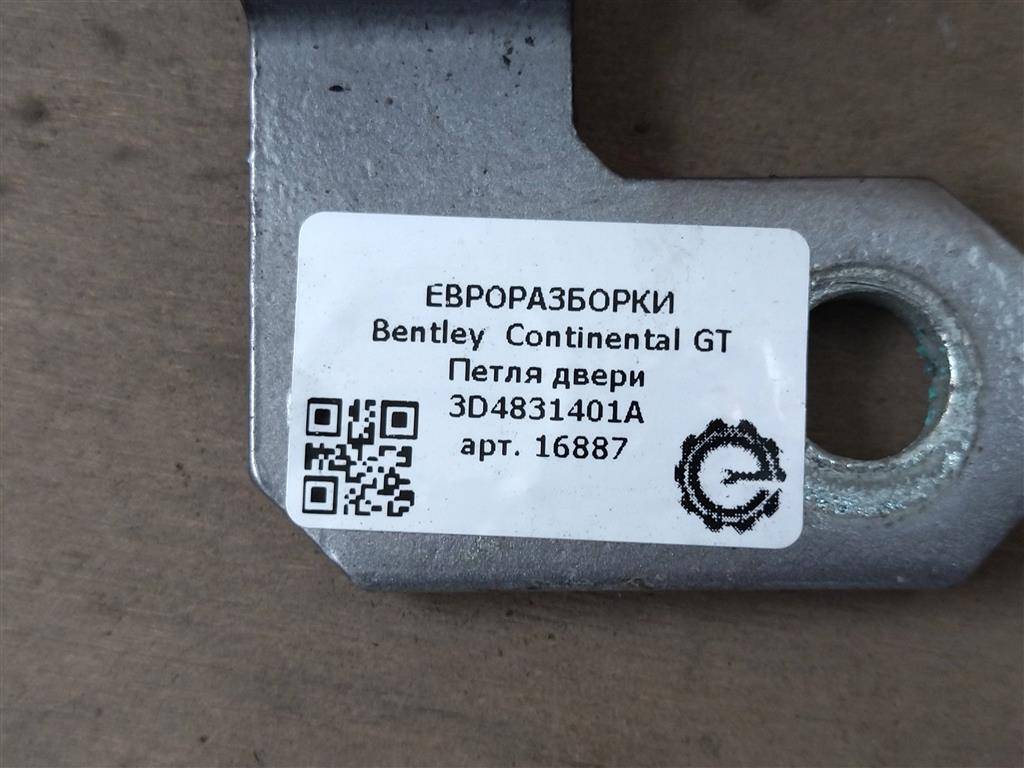 ЕВРОРАЗБОРКИ
Bentley Continental GT
Петля двери
3D4831401A
арт. 16887